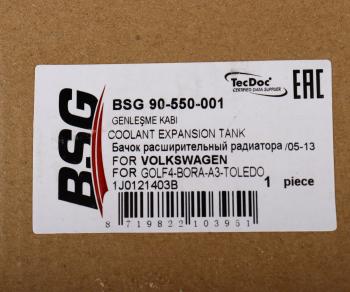 BSG
TecDoc
CERTIFIED DATA SUPPLIER
EAC
BSG 90-550-001
GENLEŞME KABI
COOLANT EXPANSION TANK
Бачок расширительный радиатора /05-13
FOR VOLKSWAGEN
FOR GOLF4-BORA-A3-TOLEDO
1J0121403B 1 piece
8 719822 103951